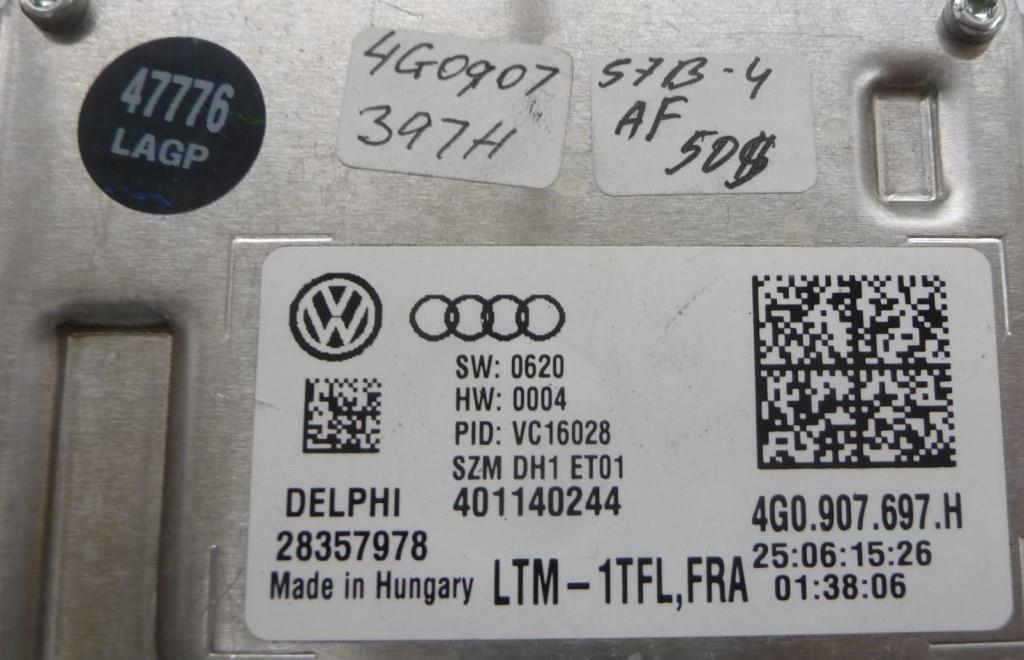 47776
LAGP
4G0907
397H
57B-4
AF
50$
SW: 0620
HW: 0004
PID: VC16028
SZM DH1 ET01
401140244
DELPHI
28357978
Made in Hungary
LTM-1TFL,FRA
4G0.907.697.H
25:06:15:26
01:38:06